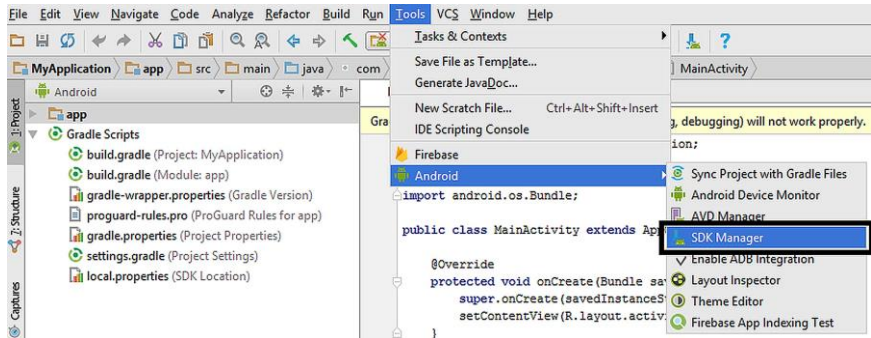 File Edit View Navigate Code Analyze Refactor Build Run Tools VCS Window Help
MyApplication app src main java com MainActivity
Android
1: Project
7: Structure
Captures
app
Gradle Scripts
build.gradle (Project: MyApplication)
build.gradle (Module: app)
gradle-wrapper.properties (Gradle Version)
proguard-rules.pro (ProGuard Rules for app)
gradle.properties (Project Properties)
settings.gradle (Project Settings)
local.properties (SDK Location)
Tasks & Contexts
Save File as Template...
Generate JavaDoc...
New Scratch File... Ctrl+Alt+Shift+Insert
IDE Scripting Console
Firebase
Android
Sync Project with Gradle Files
Android Device Monitor
AVD Manager
SDK Manager
Enable ADB Integration
Layout Inspector
Theme Editor
Firebase App Indexing Test
Gra
, debugging) will not work properly.
ion;
import android.os.Bundle;
public class MainActivity extends App
@Override
protected void onCreate(Bundle sa
super.onCreate(savedInstanceS
setContentView(R.layout.activ
}